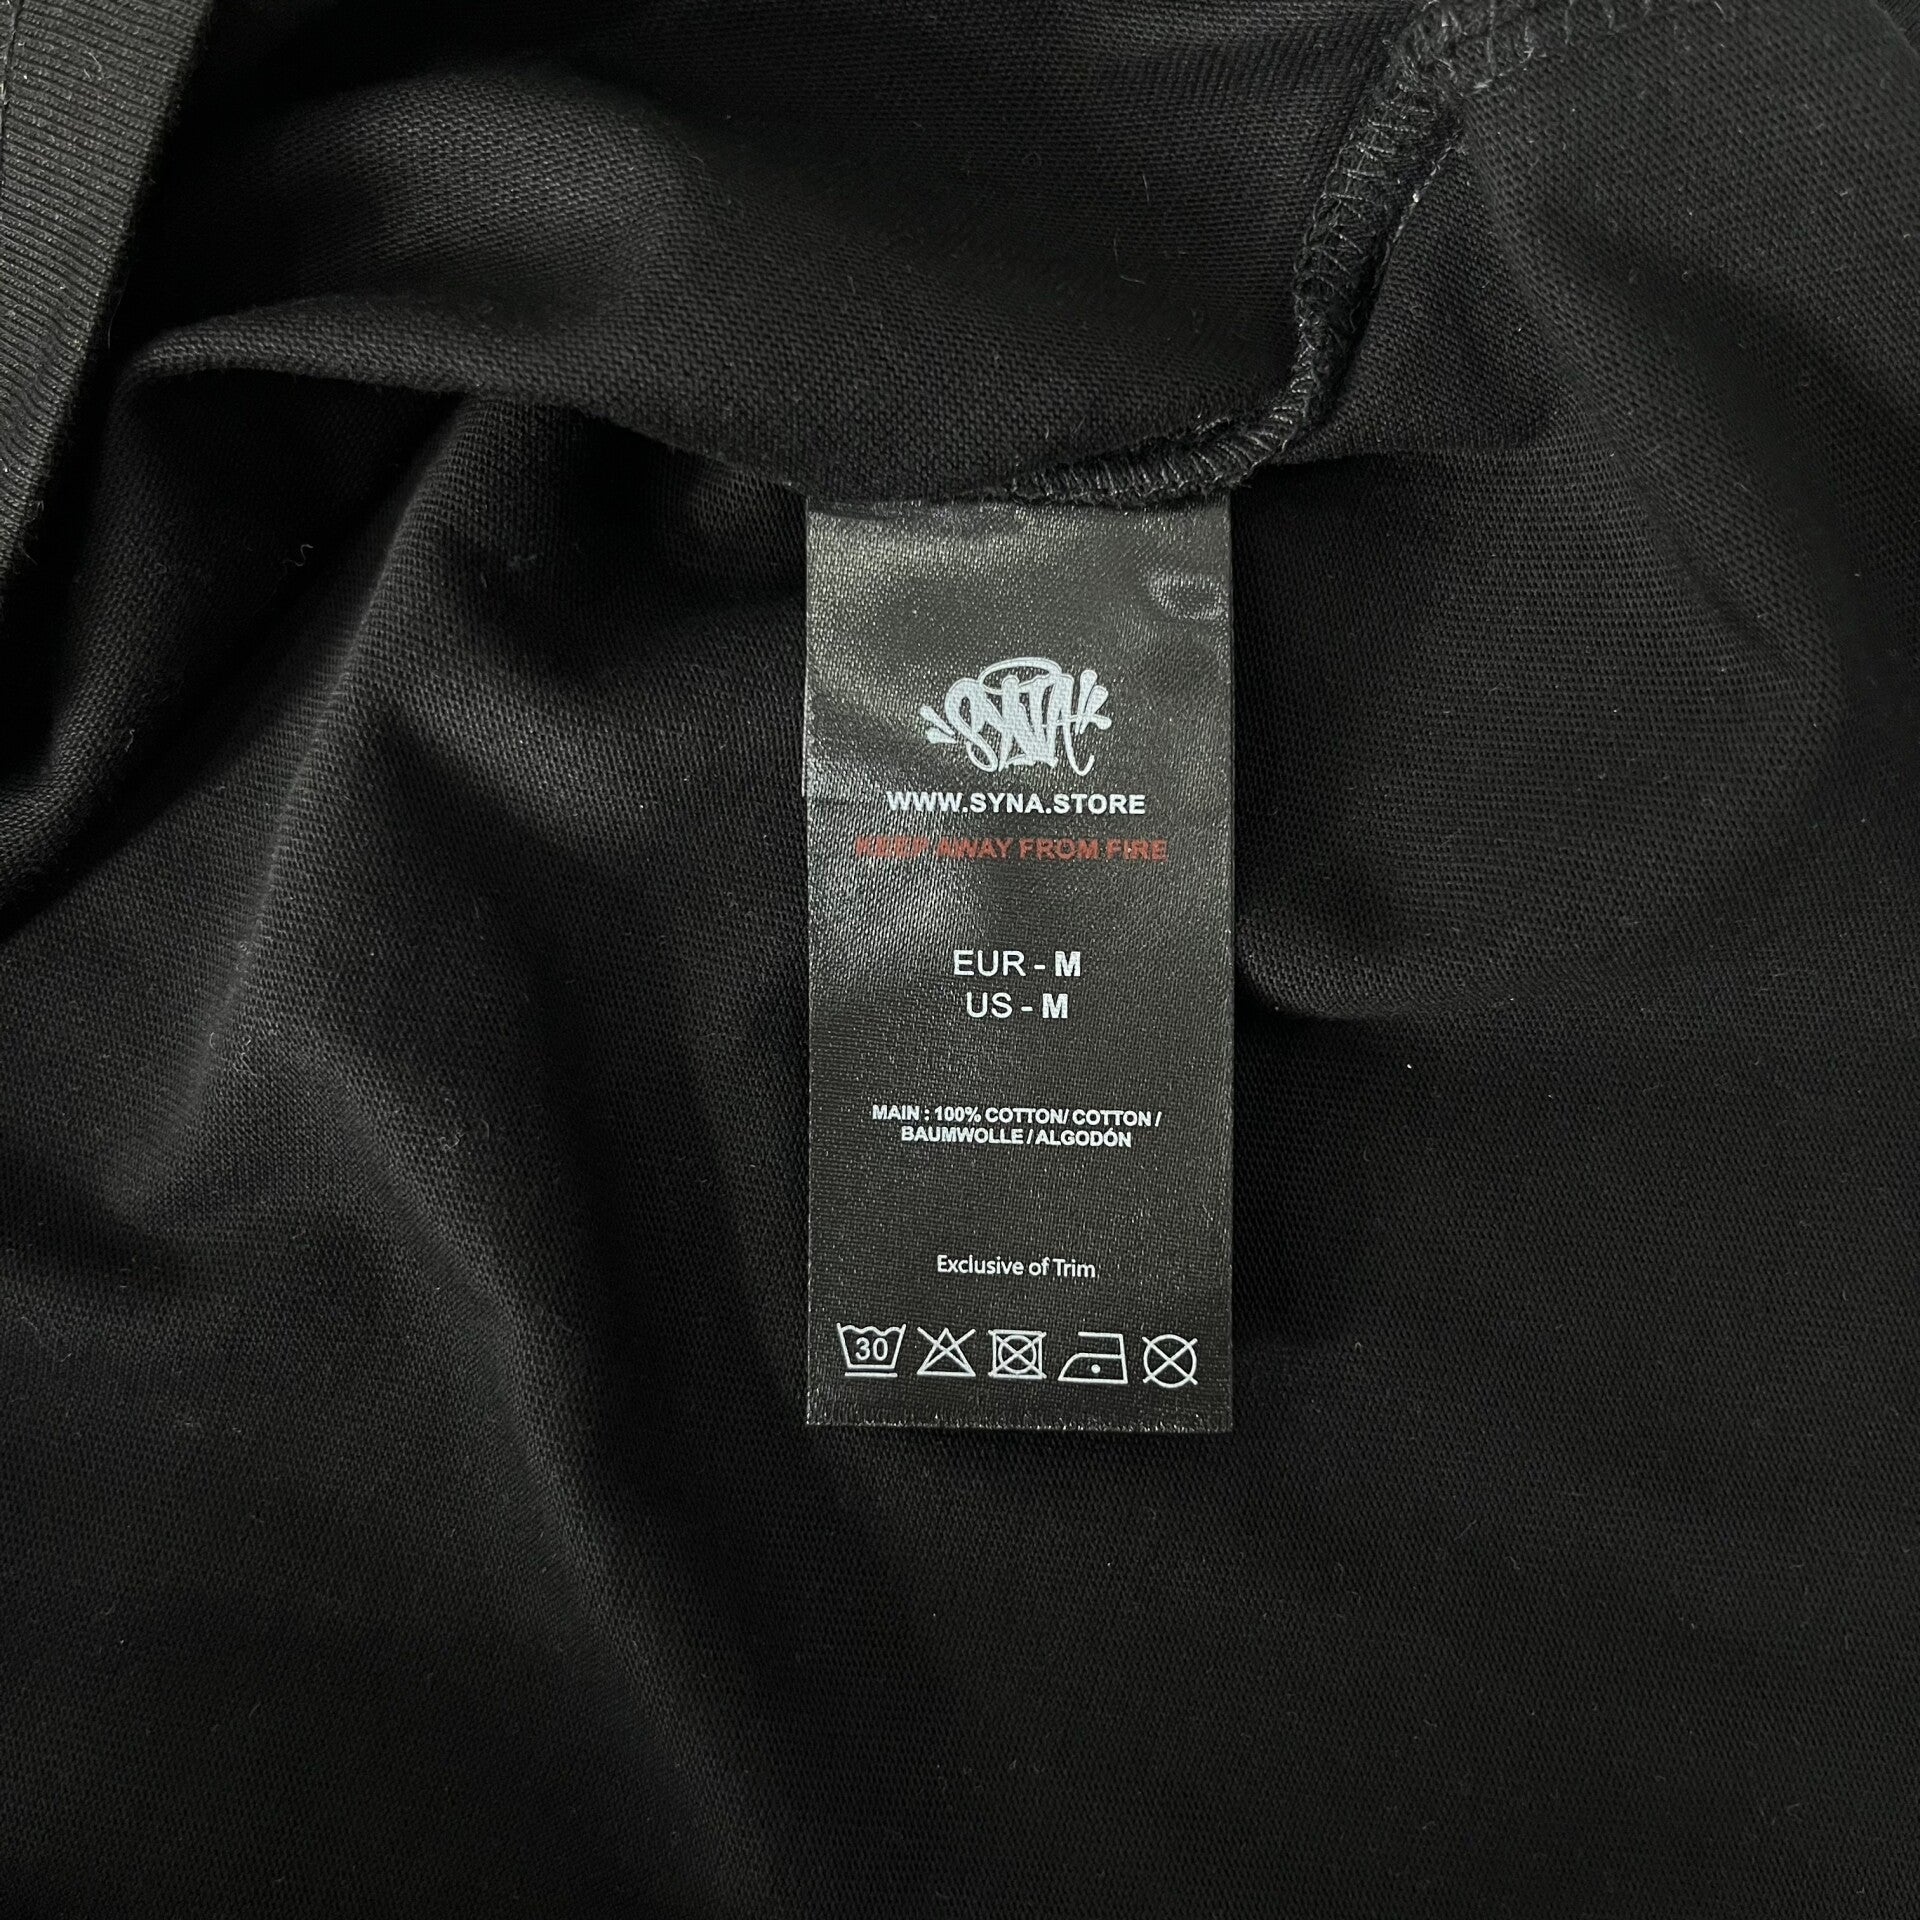 SYNA
WWW.SYNA.STORE
KEEP AWAY FROM FIRE
EUR - M
US - M
MAIN : 100% COTTON/ COTTON /
BAUMWOLLE / ALGODÓN
Exclusive of Trim
30